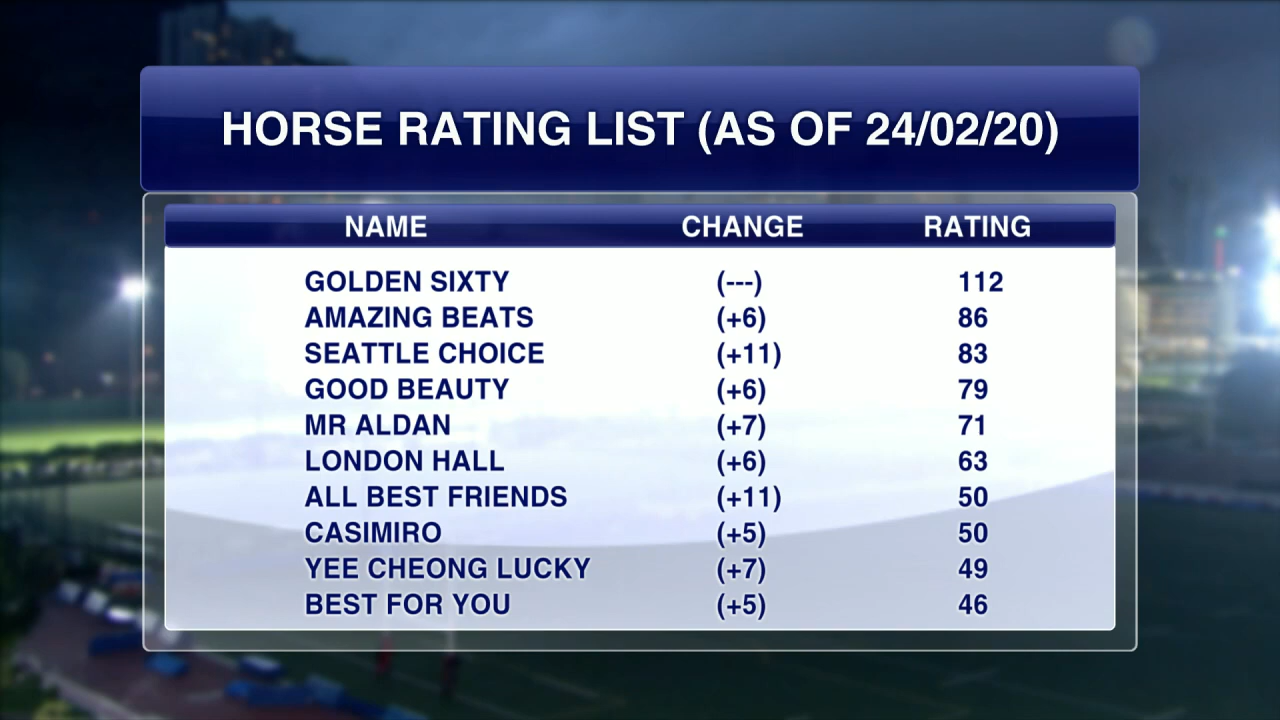 HORSE RATING LIST (AS OF 24/02/20)
NAME CHANGE RATING
GOLDEN SIXTY (---) 112
AMAZING BEATS (+6) 86
SEATTLE CHOICE (+11) 83
GOOD BEAUTY (+6) 79
MR ALDAN (+7) 71
LONDON HALL (+6) 63
ALL BEST FRIENDS (+11) 50
CASIMIRO (+5) 50
YEE CHEONG LUCKY (+7) 49
BEST FOR YOU (+5) 46